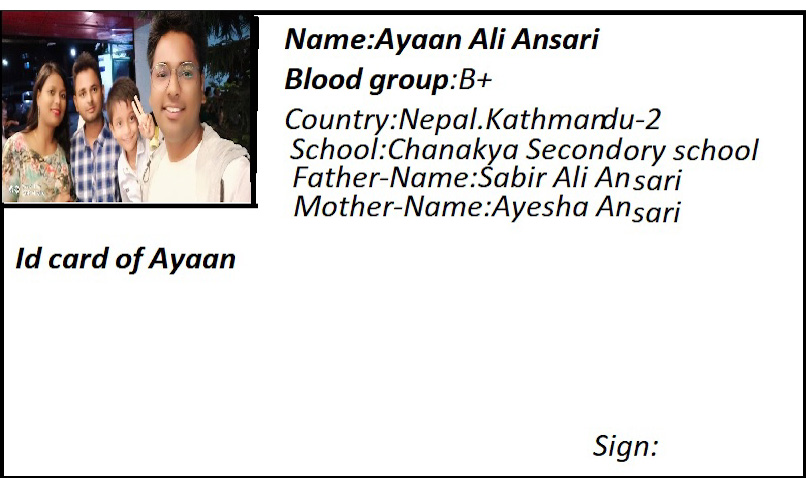 Name:Ayaan Ali Ansari
Blood group:B+
Country:Nepal.Kathmandu-2
School:Chanakya Secondory school
Father-Name:Sabir Ali Ansari
Mother-Name:Ayesha Ansari
Id card of Ayaan
Sign: